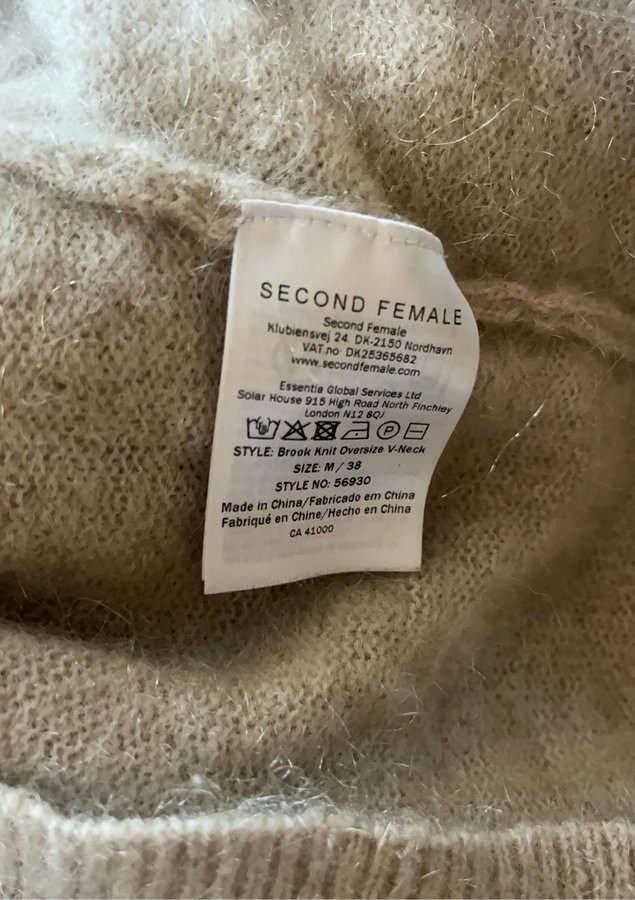 SECOND FEMALE
Second Female
Klubiensvej 24. DK-2150 Nordhavn
VAT.no DK25365682
www.secondfemale.com
Essentia Global Services Ltd
Solar House 915 High Road North Finchley
London N12 8QJ
STYLE: Brook Knit Oversize V-Neck
SIZE: M / 38
STYLE NO: 56930
Made in China/Fabricado em China
Fabriqué en Chine/Hecho en China
CA 41000